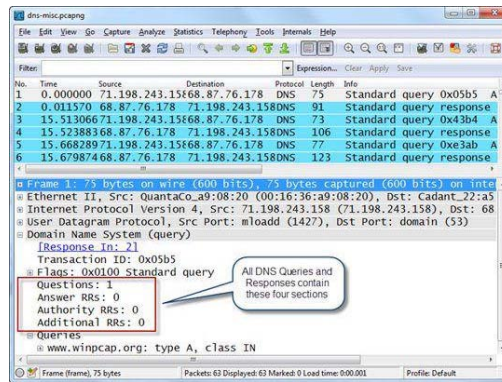 dns-misc.pcapng
File Edit View Go Capture Analyze Statistics Telephony Tools Internals Help
Filter: Expression... Clear Apply Save
No. Time Source Destination Protocol Length Info
1 0.000000 71.198.243.158 68.87.76.178 DNS 75 Standard query 0x05b5 A
2 0.011570 68.87.76.178 71.198.243.158 DNS 91 Standard query response
3 15.513066 71.198.243.158 68.87.76.178 DNS 73 Standard query 0x43b4 A
4 15.523883 68.87.76.178 71.198.243.158 DNS 106 Standard query response
5 15.668289 71.198.243.158 68.87.76.178 DNS 77 Standard query 0xe3ab A
6 15.679874 68.87.76.178 71.198.243.158 DNS 123 Standard query response
Frame 1: 75 bytes on wire (600 bits), 75 bytes captured (600 bits) on inte
Ethernet II, Src: QuantaCo_a9:08:20 (00:16:36:a9:08:20), Dst: Cadant_22:a5
Internet Protocol Version 4, Src: 71.198.243.158 (71.198.243.158), Dst: 68
User Datagram Protocol, Src Port: mloadd (1427), Dst Port: domain (53)
Domain Name System (query)
[Response In: 2]
Transaction ID: 0x05b5
Flags: 0x0100 Standard query
Questions: 1
Answer RRs: 0
Authority RRs: 0
Additional RRs: 0
Queries
www.winpcap.org: type A, class IN
All DNS Queries and
Responses contain
these four sections
Frame (frame), 75 bytes Packets: 63 Displayed: 63 Marked: 0 Load time: 0:00.001 Profile: Default